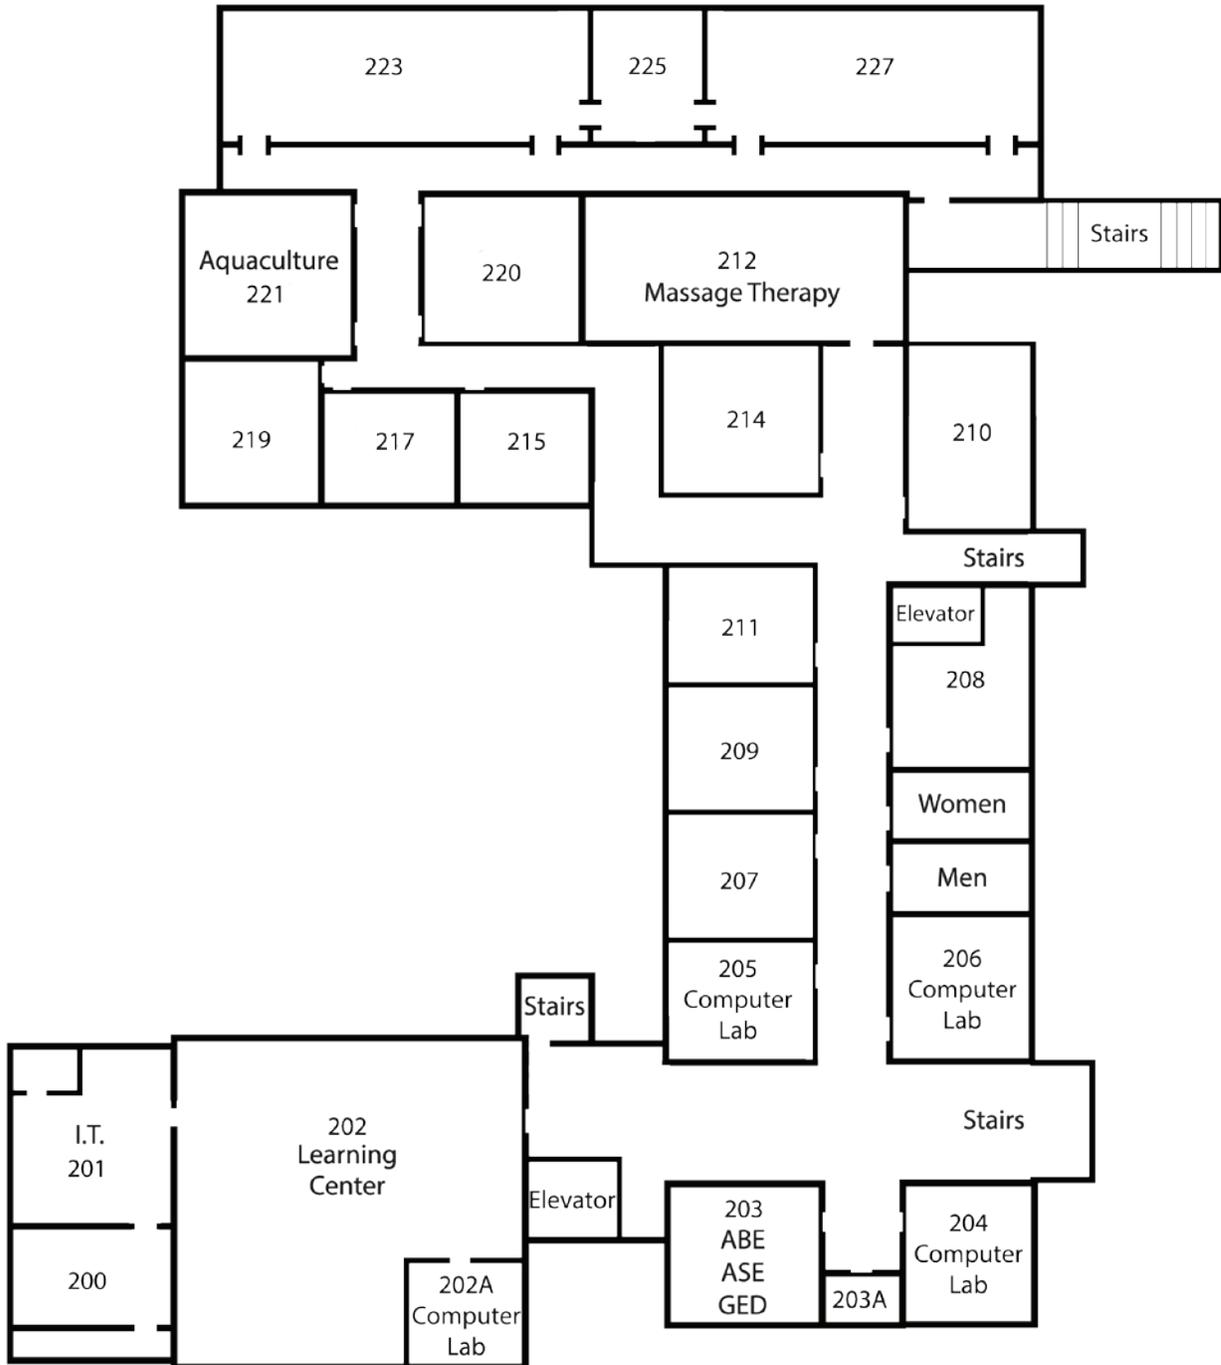 223
225
227
Stairs
Aquaculture
221
220
212
Massage Therapy
219
217
215
214
210
Stairs
Elevator
211
208
209
Women
207
Men
205
Computer
Lab
206
Computer
Lab
Stairs
I.T.
201
202
Learning
Center
Stairs
Elevator
200
202A
Computer
Lab
203
ABE
ASE
GED
203A
204
Computer
Lab